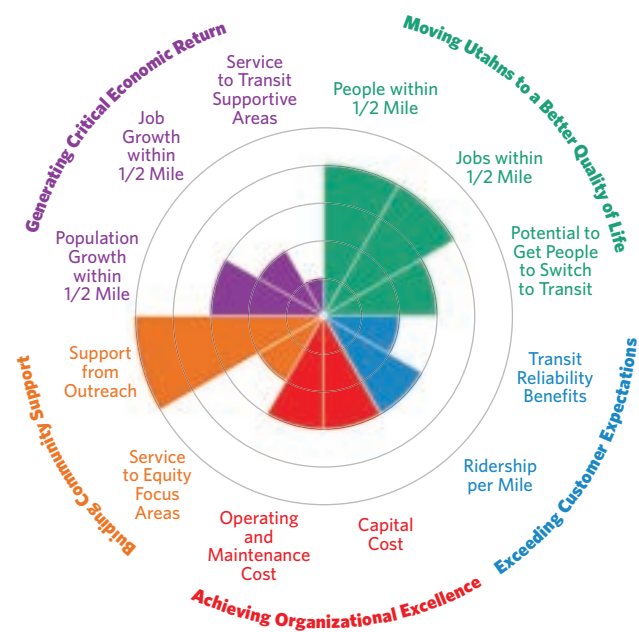 Moving Utahns to a Better Quality of Life
People within
1/2 Mile
Jobs within
1/2 Mile
Potential to
Get People
to Switch
to Transit
Exceeding Customer Expectations
Transit
Reliability
Benefits
Ridership
per Mile
Achieving Organizational Excellence
Capital
Cost
Operating
and
Maintenance
Cost
Buiding Community Support
Service
to Equity
Focus
Areas
Support
from
Outreach
Generating Critical Economic Return
Population
Growth
within
1/2 Mile
Job
Growth
within
1/2 Mile
Service
to Transit
Supportive
Areas